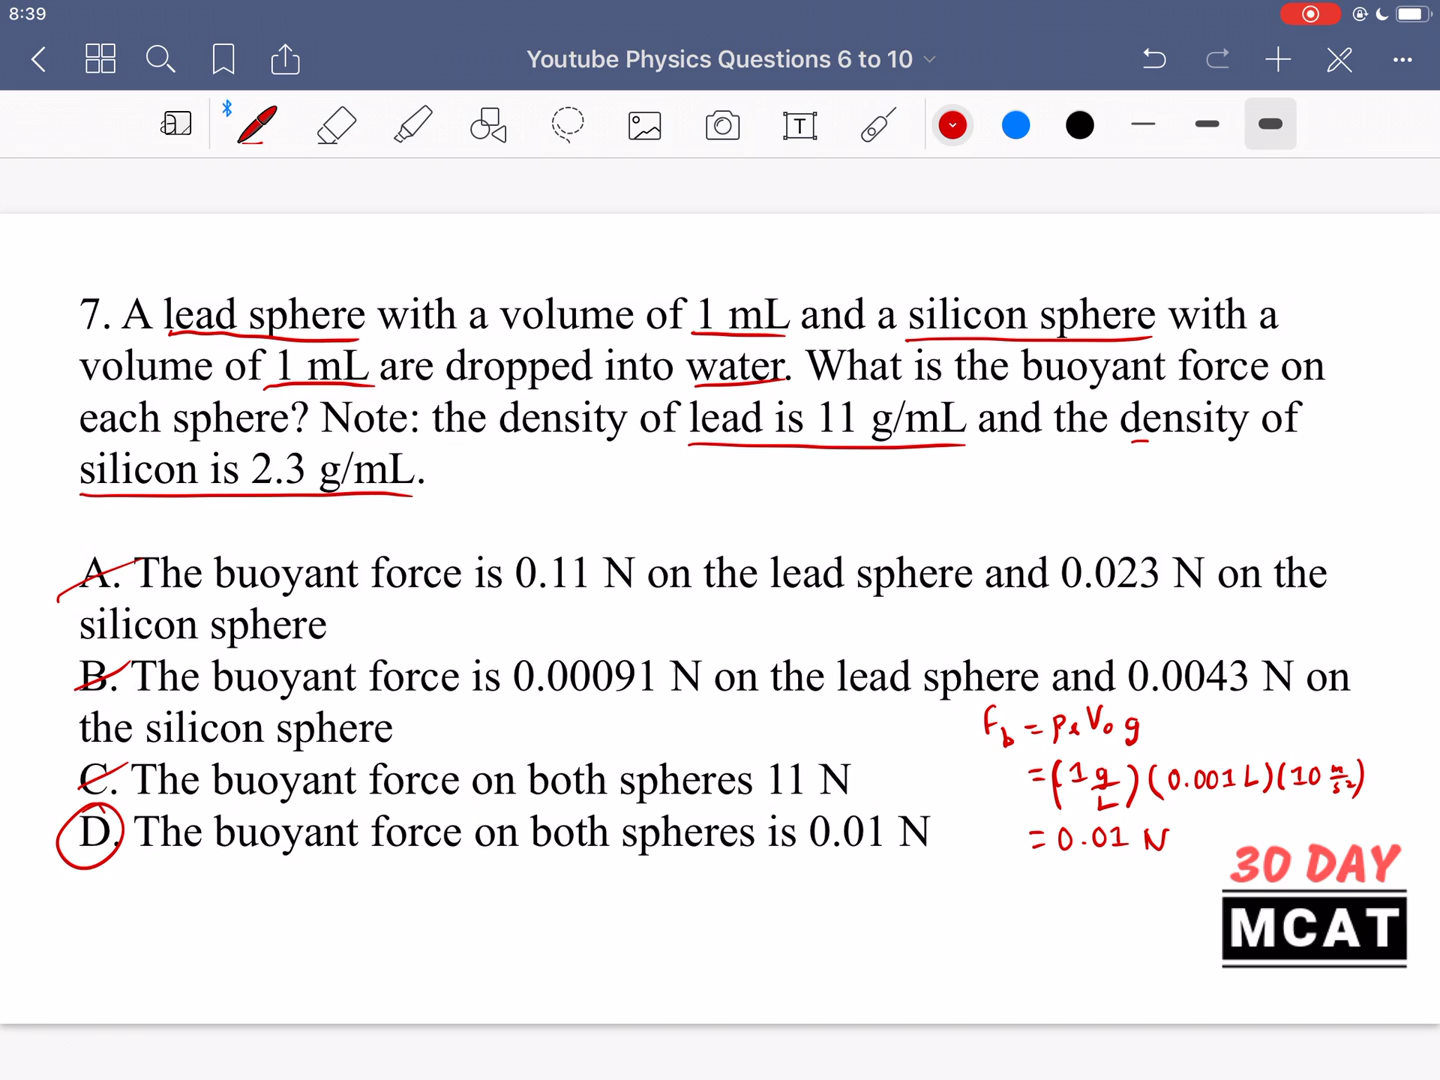 8:39
Youtube Physics Questions 6 to 10
T
7. A lead sphere with a volume of 1 mL and a silicon sphere with a
volume of 1 mL are dropped into water. What is the buoyant force on
each sphere? Note: the density of lead is 11 g/mL and the density of
silicon is 2.3 g/mL.
A. The buoyant force is 0.11 N on the lead sphere and 0.023 N on the
silicon sphere
B. The buoyant force is 0.00091 N on the lead sphere and 0.0043 N on
the silicon sphere
C. The buoyant force on both spheres 11 N
D. The buoyant force on both spheres is 0.01 N
F_b = ρ_l V_o g
= (1 g/L)(0.001 L)(10 m/s²)
= 0.01 N
30 DAY
MCAT